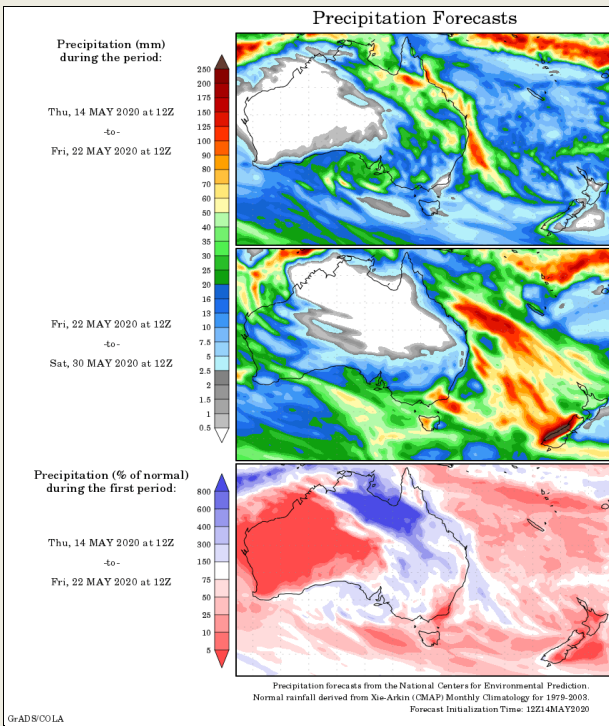 Precipitation Forecasts
Precipitation (mm)
during the period:
Thu, 14 MAY 2020 at 12Z
-to-
Fri, 22 MAY 2020 at 12Z
250
200
175
150
125
100
90
80
70
60
50
40
35
30
25
20
16
13
10
7.5
5
2.5
2
1.5
1
0.5
Fri, 22 MAY 2020 at 12Z
-to-
Sat, 30 MAY 2020 at 12Z
Precipitation (% of normal)
during the first period:
Thu, 14 MAY 2020 at 12Z
-to-
Fri, 22 MAY 2020 at 12Z
800
600
400
300
150
75
50
25
10
5
Precipitation forecasts from the National Centers for Environmental Prediction.
Normal rainfall derived from Xie-Arkin (CMAP) Monthly Climatology for 1979-2003.
Forecast Initialization Time: 12Z14MAY2020
GrADS/COLA